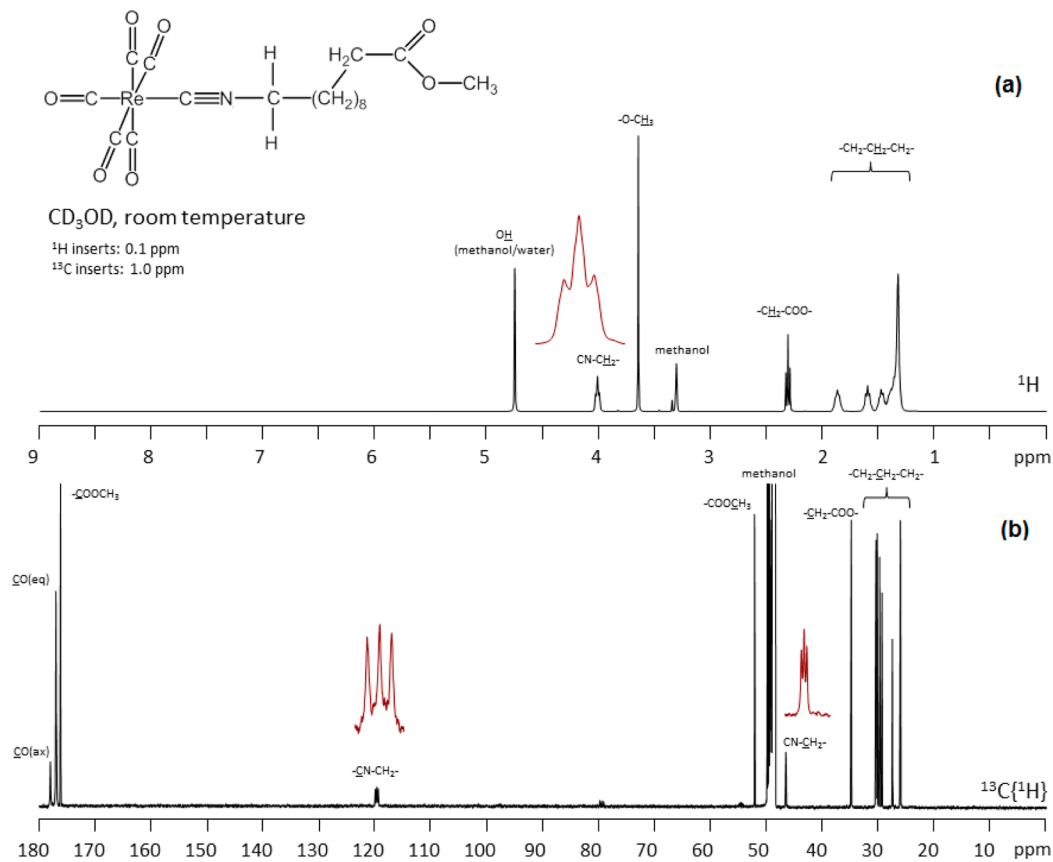 O
C
O
C
O=C—Re—C≡N—C—(CH₂)₈
H
H
H₂C—C
O
O—CH₃
C
O
C
O
(a)
CD₃OD, room temperature
¹H inserts: 0.1 ppm
¹³C inserts: 1.0 ppm
-O-CH₃
-CH₂-CH₂-CH₂-
OH
(methanol/water)
CN-CH₂-
methanol
-CH₂-COO-
¹H
9 8 7 6 5 4 3 2 1 ppm
-COOCH₃
CO(eq)
CO(ax)
-CN-CH₂-
-COOCH₃
methanol
-CH₂-COO-
-CH₂-CH₂-CH₂-
(b)
CN-CH₂-
¹³C{¹H}
180 170 160 150 140 130 120 110 100 90 80 70 60 50 40 30 20 10 ppm